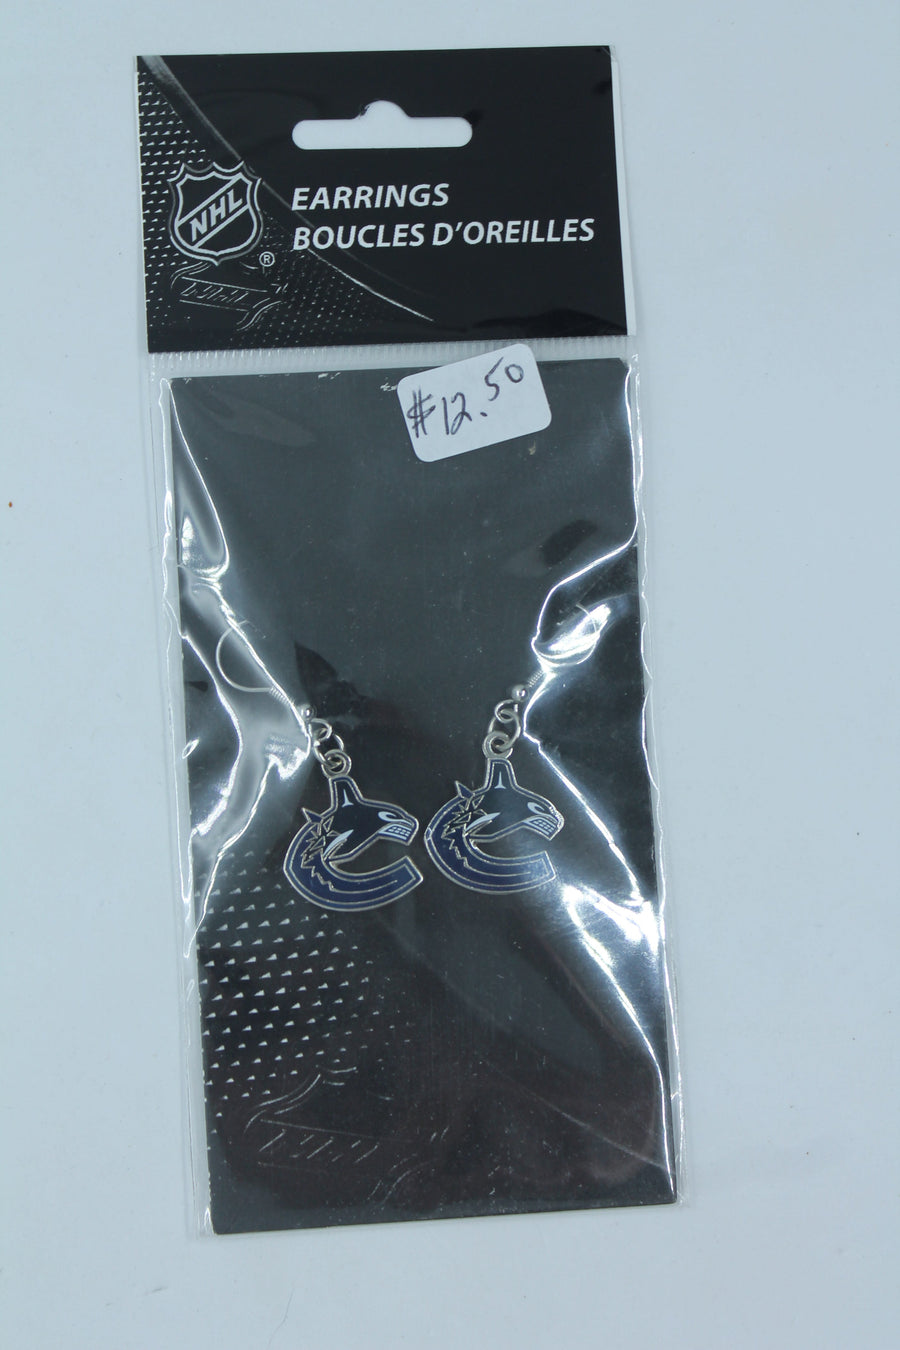 NHL
®
EARRINGS
BOUCLES D'OREILLES
$12.50